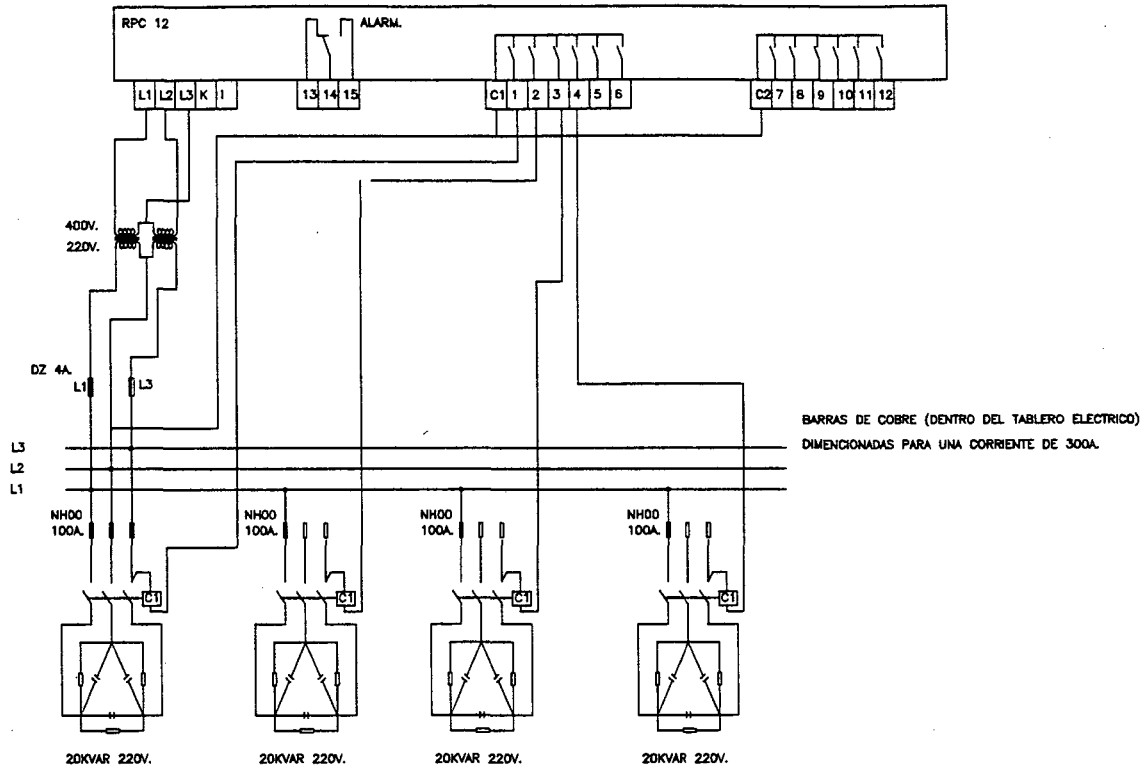 RPC 12
ALARM.
L1 L2 L3 K I
13 14 15
C1 1 2 3 4 5 6
C2 7 8 9 10 11 12
400V.
220V.
DZ 4A.
L1
L3
BARRAS DE COBRE (DENTRO DEL TABLERO ELECTRICO)
DIMENCIONADAS PARA UNA CORRIENTE DE 300A.
L3
L2
L1
NH00
100A.
NH00
100A.
NH00
100A.
NH00
100A.
C1
C1
C1
C1
20KVAR 220V.
20KVAR 220V.
20KVAR 220V.
20KVAR 220V.